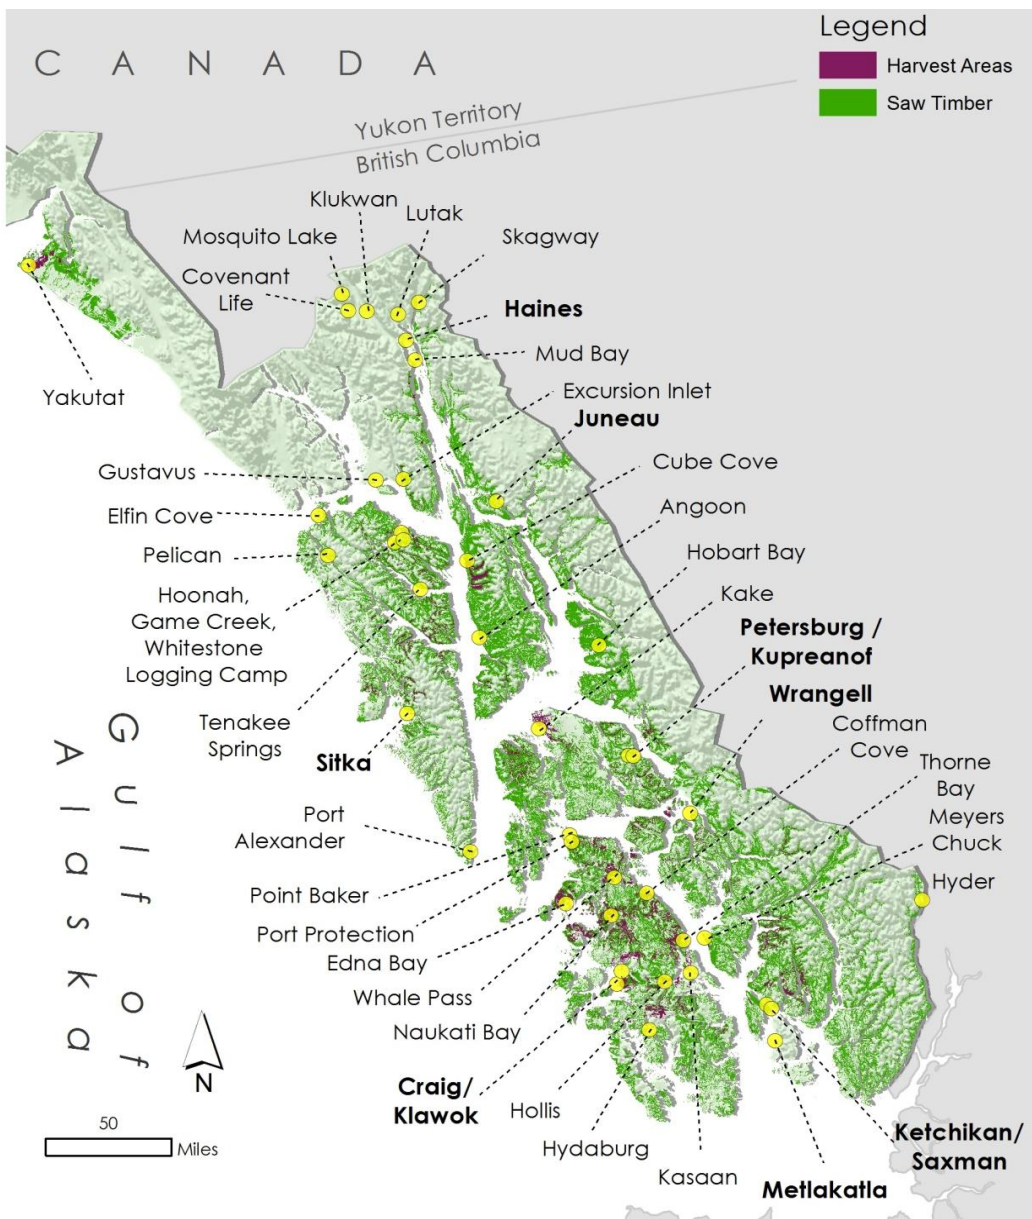 Legend
Harvest Areas
Saw Timber
CANADA
Yukon Territory
British Columbia
Klukwan
Lutak
Mosquito Lake
Skagway
Covenant
Life
Haines
Mud Bay
Yakutat
Excursion Inlet
Juneau
Gustavus
Cube Cove
Elfin Cove
Angoon
Pelican
Hobart Bay
Hoonah,
Game Creek,
Whitestone
Logging Camp
Kake
Petersburg /
Kupreanof
Wrangell
Tenakee
Springs
Coffman
Cove
Sitka
Thorne
Bay
Meyers
Chuck
Port
Alexander
Hyder
Point Baker
Port Protection
Edna Bay
Whale Pass
Naukati Bay
Gulf of
Alaska
N
50
Miles
Craig/
Klawok
Hollis
Hydaburg
Kasaan
Metlakatla
Ketchikan/
Saxman